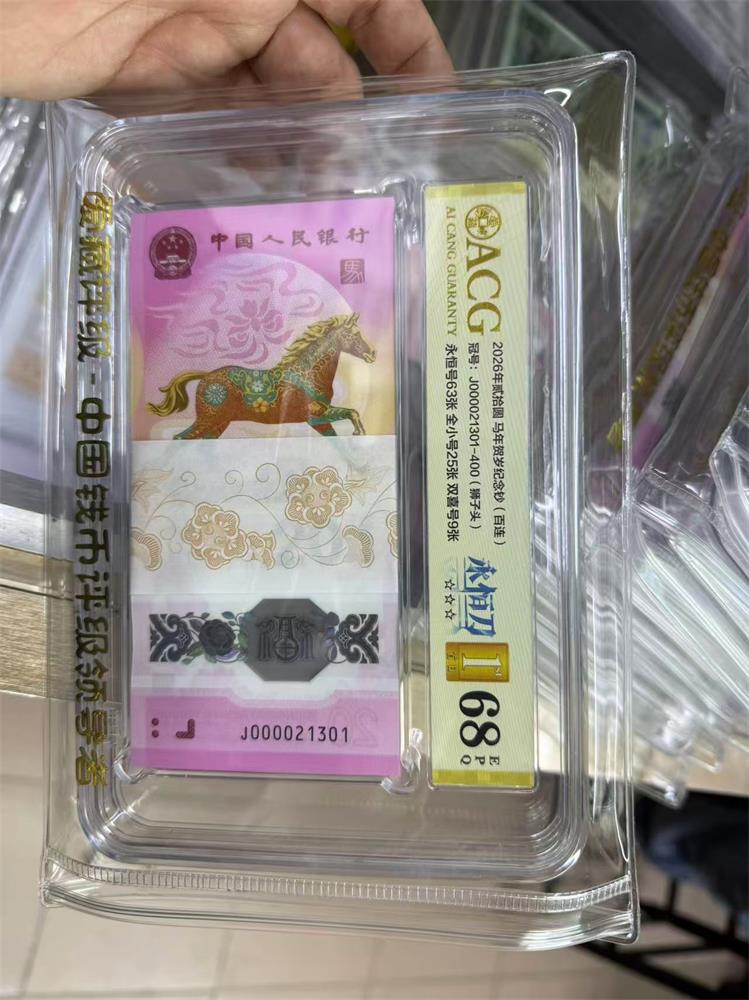 爱藏评级-中国钱币评级领导者
中国人民银行
馬
J000021301
ACG
AI CANG GUARANTY
2026年贰拾圆 马年贺岁纪念钞（百连）
冠号：J000021301-400（狮子头）
永恒号63张 全小号25张 双喜号9张
永恒刀
☆☆☆
1st
68
EPQ